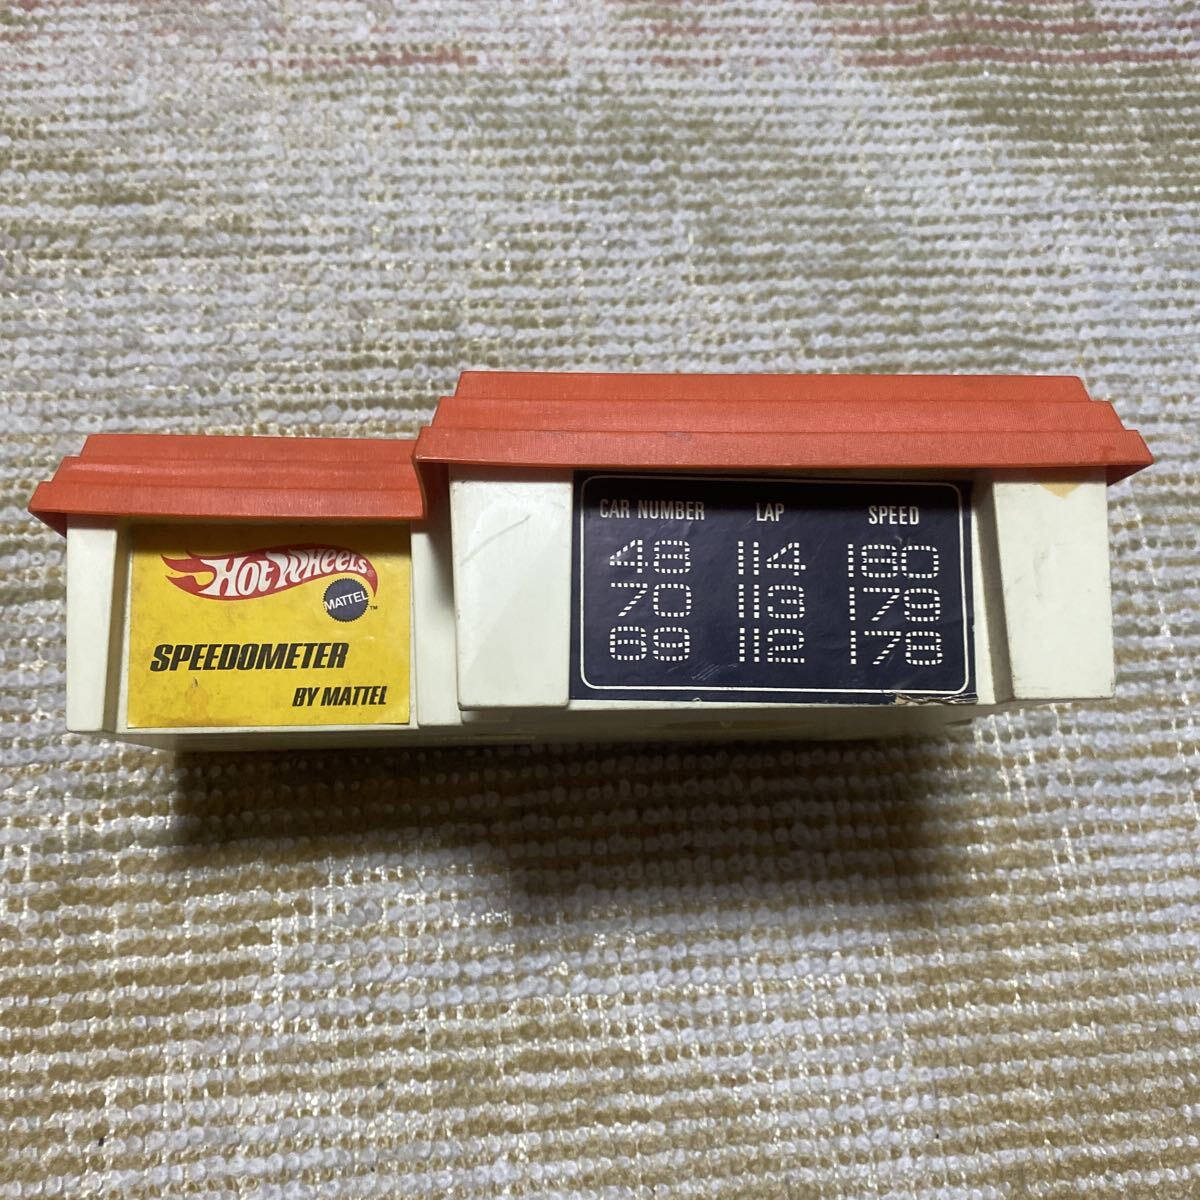 Hot Wheels
MATTEL ™
SPEEDOMETER
BY MATTEL
CAR NUMBER LAP SPEED
48 114 180
70 113 179
69 112 178